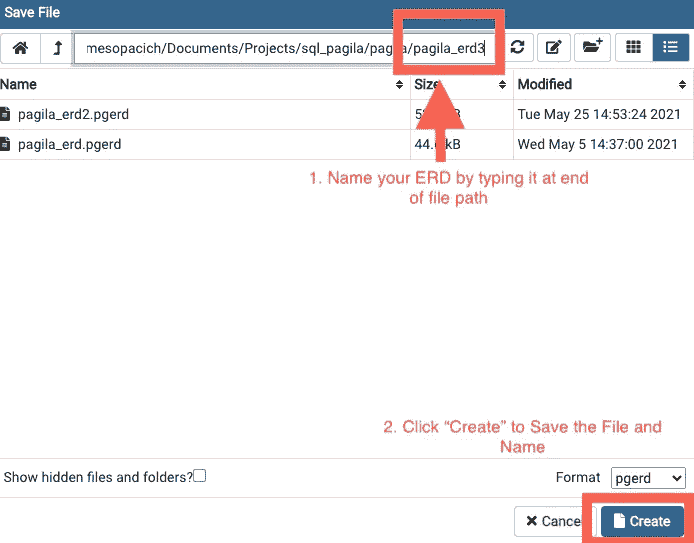 Save File
mesopacich/Documents/Projects/sql_pagila/pagila/pagila_erd3
Name Size Modified
pagila_erd2.pgerd Tue May 25 14:53:24 2021
pagila_erd.pgerd 44. kB Wed May 5 14:37:00 2021
1. Name your ERD by typing it at end
of file path
2. Click “Create” to Save the File and
Name
Show hidden files and folders? Format pgerd
Cancel Create